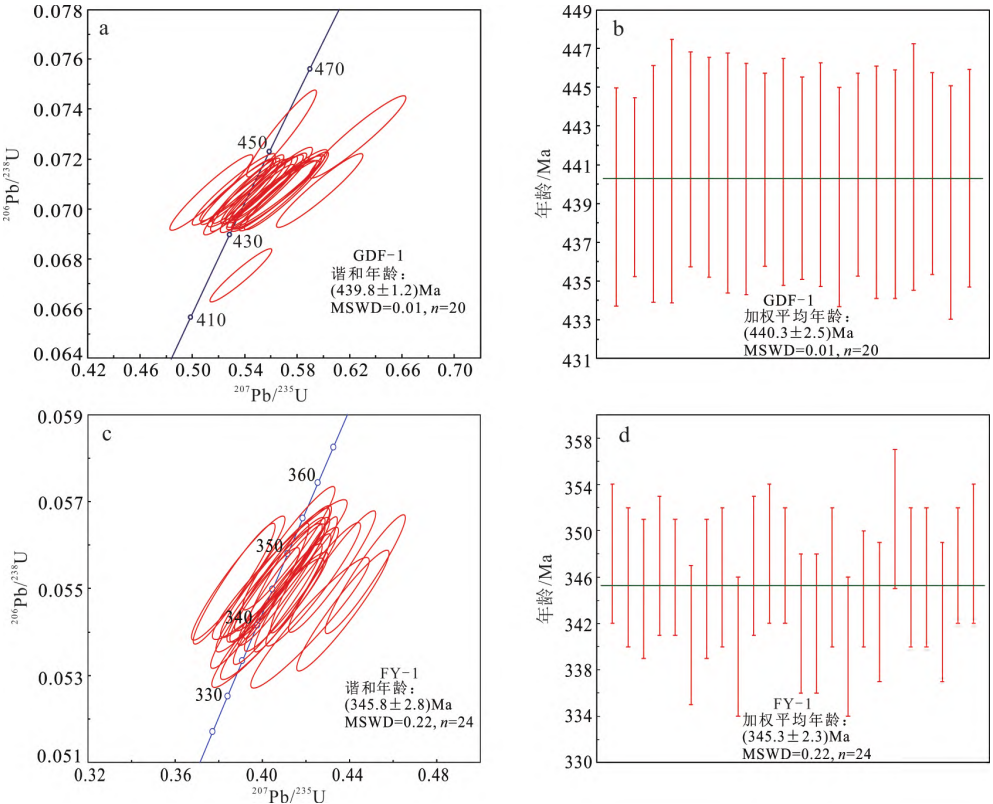 a
0.078
0.076
0.074
0.072
0.070
0.068
0.066
0.064
²⁰⁶Pb/²³⁸U
470
450
430
410
GDF-1
谐和年龄：
(439.8±1.2)Ma
MSWD=0.01, n=20
0.42 0.46 0.50 0.54 0.58 0.62 0.66 0.70
²⁰⁷Pb/²³⁵U
b
449
447
445
443
441
439
437
435
433
431
年龄/Ma
GDF-1
加权平均年龄：
(440.3±2.5)Ma
MSWD=0.01, n=20
c
0.059
0.057
0.055
0.053
0.051
²⁰⁶Pb/²³⁸U
360
350
340
330
FY-1
谐和年龄：
(345.8±2.8)Ma
MSWD=0.22, n=24
0.32 0.36 0.40 0.44 0.48
²⁰⁷Pb/²³⁵U
d
358
354
350
346
342
338
334
330
年龄/Ma
FY-1
加权平均年龄：
(345.3±2.3)Ma
MSWD=0.22, n=24